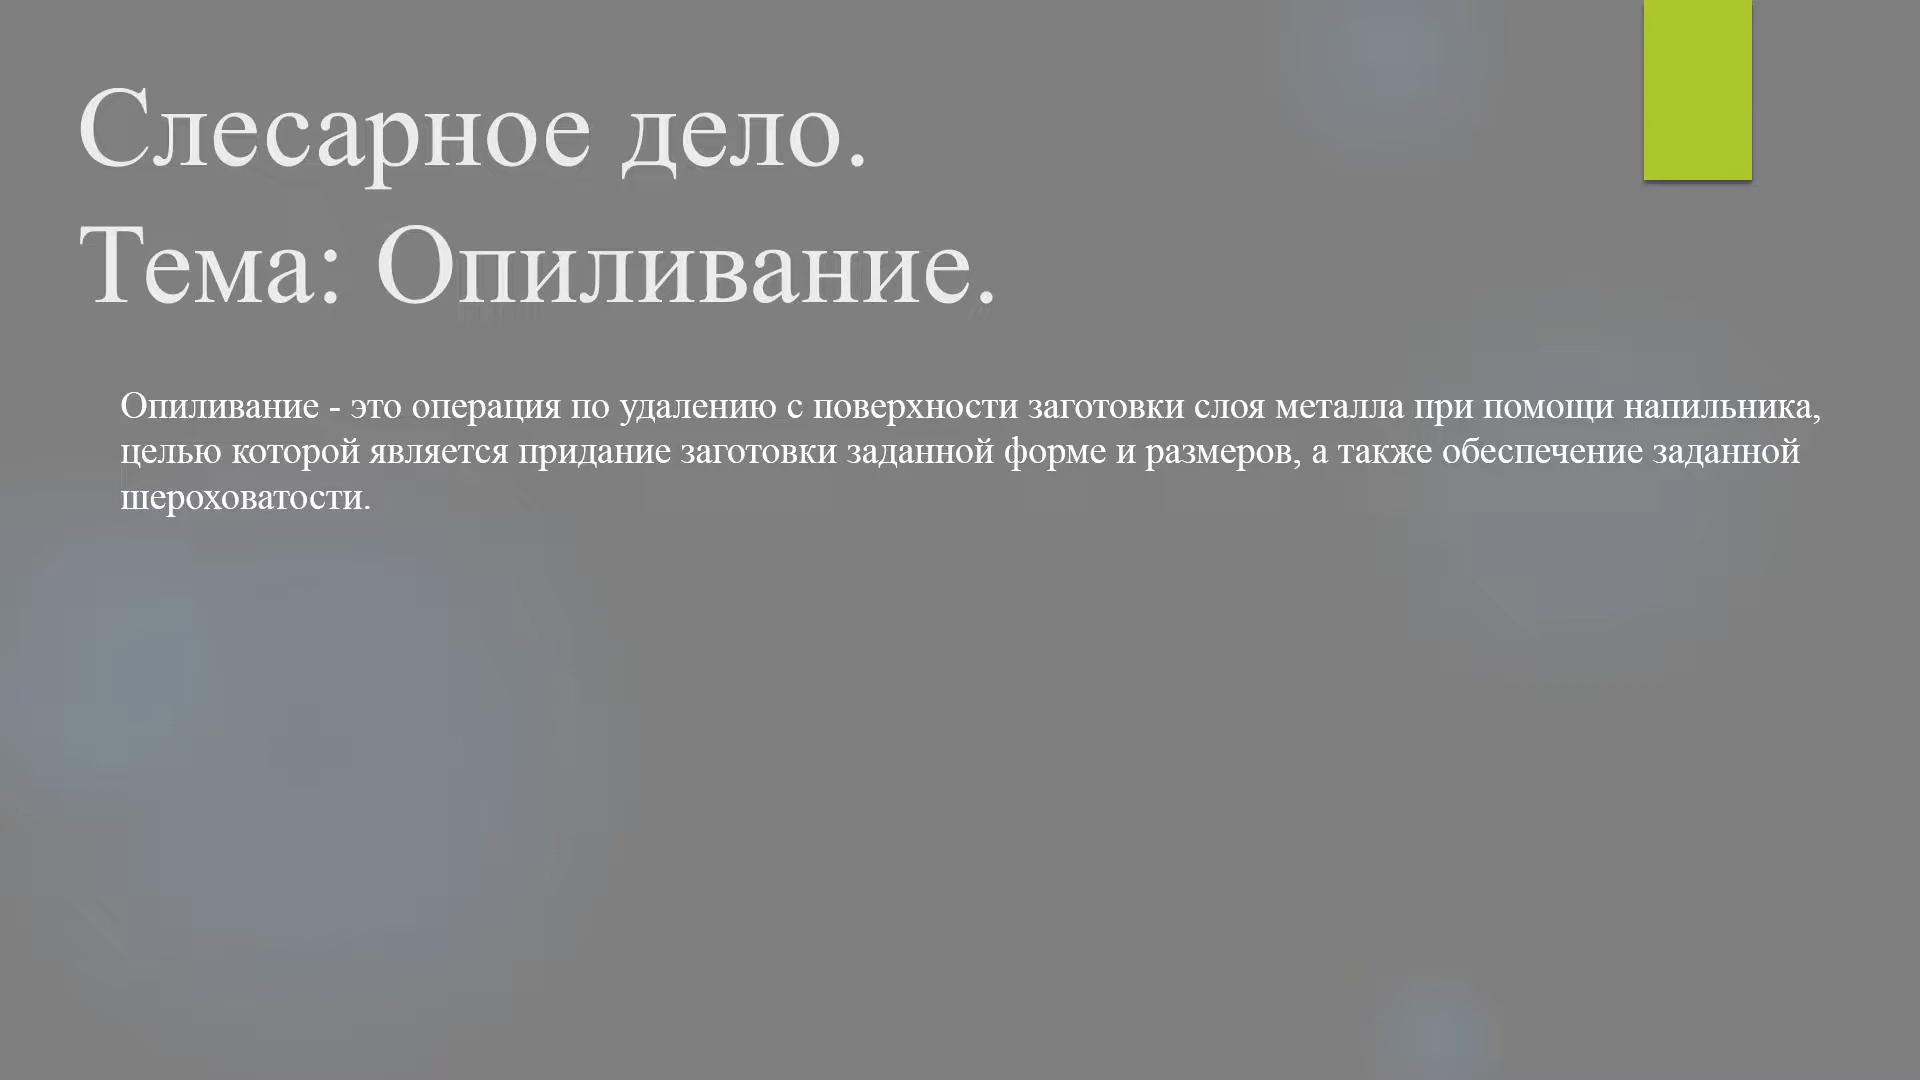 Слесарное дело.
Тема: Опиливание.
Опиливание - это операция по удалению с поверхности заготовки слоя металла при помощи напильника,
целью которой является придание заготовки заданной форме и размеров, а также обеспечение заданной
шероховатости.